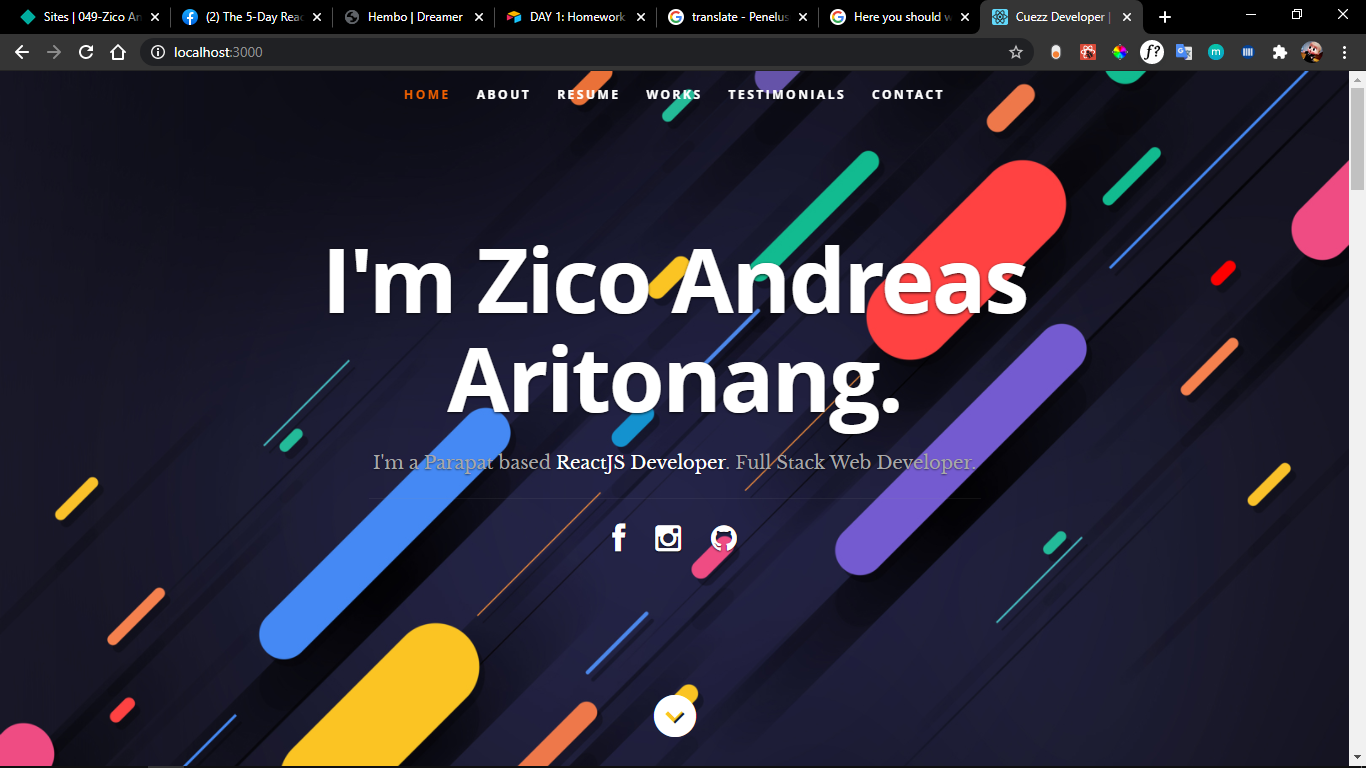 Sites | 049-Zico An
(2) The 5-Day Reac
Hembo | Dreamer
DAY 1: Homework
translate - Penelus
Here you should w
Cuezz Developer |
localhost:3000
f?
m
HOME ABOUT RESUME WORKS TESTIMONIALS CONTACT
I'm Zico Andreas
Aritonang.
I'm a Parapat based ReactJS Developer. Full Stack Web Developer.